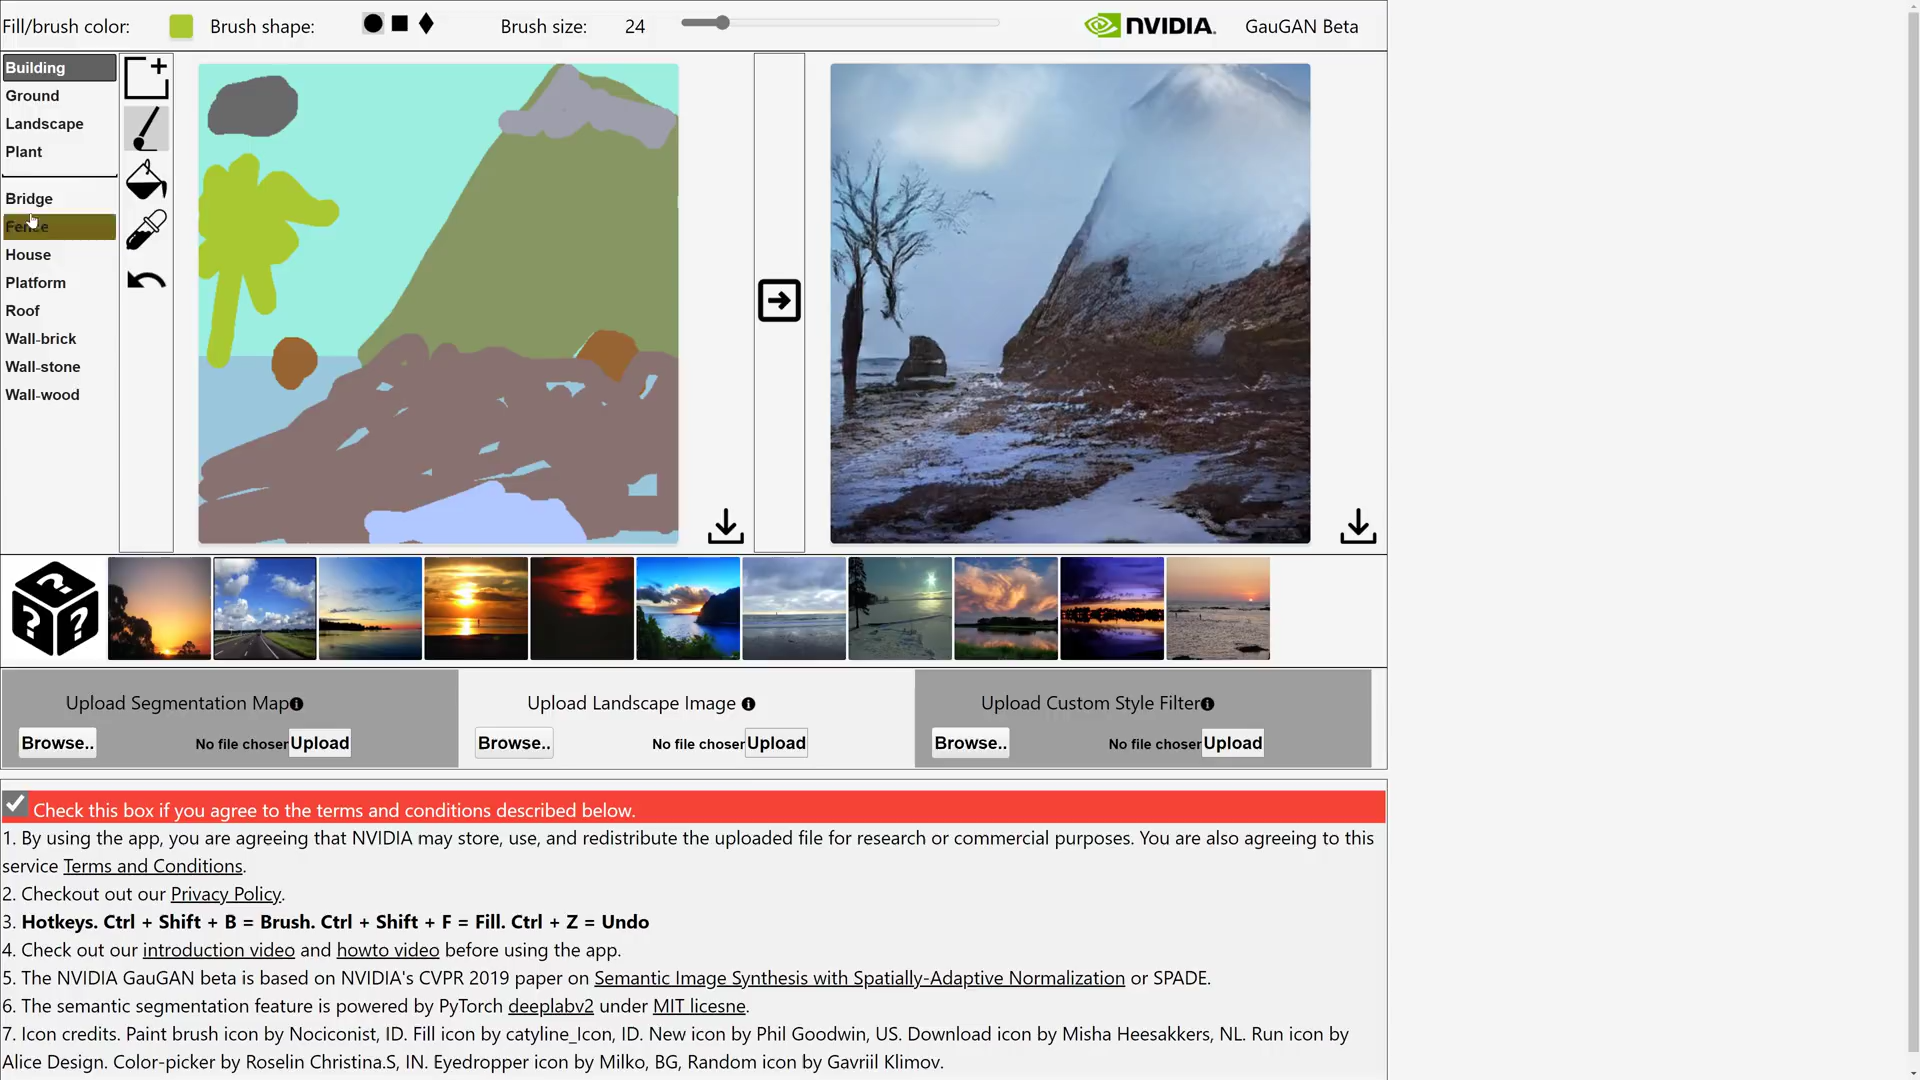 Fill/brush color: Brush shape: Brush size: 24 NVIDIA. GauGAN Beta
Building
Ground
Landscape
Plant
Bridge
Fence
House
Platform
Roof
Wall-brick
Wall-stone
Wall-wood
Upload Segmentation Map Upload Landscape Image Upload Custom Style Filter
Browse.. No file choser Upload Browse.. No file choser Upload Browse.. No file choser Upload
Check this box if you agree to the terms and conditions described below.
1. By using the app, you are agreeing that NVIDIA may store, use, and redistribute the uploaded file for research or commercial purposes. You are also agreeing to this
service Terms and Conditions.
2. Checkout out our Privacy Policy.
3. Hotkeys. Ctrl + Shift + B = Brush. Ctrl + Shift + F = Fill. Ctrl + Z = Undo
4. Check out our introduction video and howto video before using the app.
5. The NVIDIA GauGAN beta is based on NVIDIA's CVPR 2019 paper on Semantic Image Synthesis with Spatially-Adaptive Normalization or SPADE.
6. The semantic segmentation feature is powered by PyTorch deeplabv2 under MIT licesne.
7. Icon credits. Paint brush icon by Nociconist, ID. Fill icon by catyline_Icon, ID. New icon by Phil Goodwin, US. Download icon by Misha Heesakkers, NL. Run icon by
Alice Design. Color-picker by Roselin Christina.S, IN. Eyedropper icon by Milko, BG, Random icon by Gavriil Klimov.